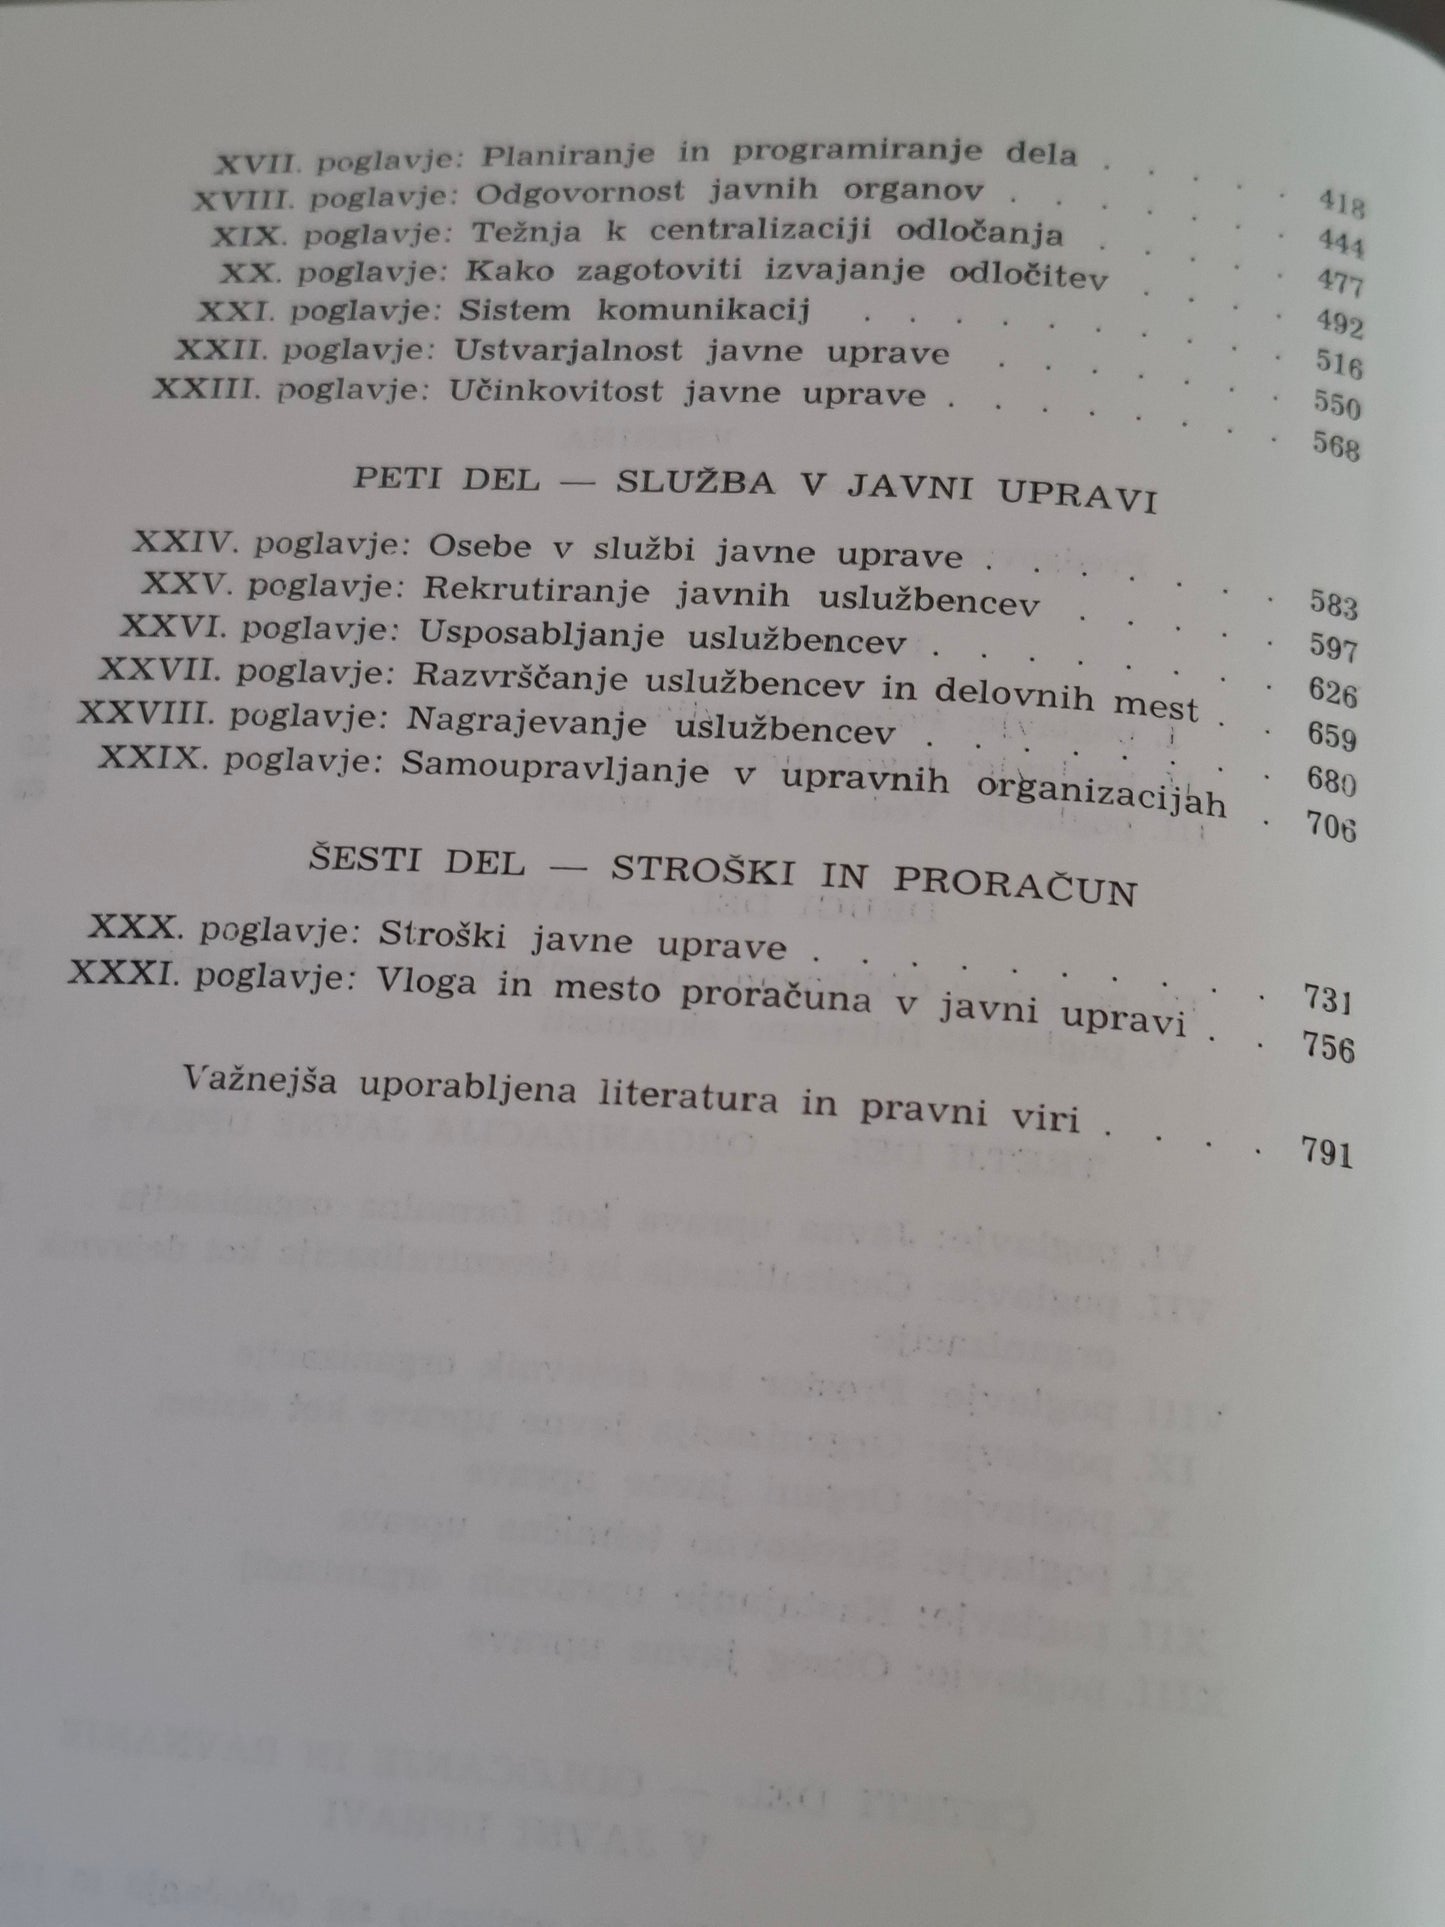 XVII. poglavje: Planiranje in programiranje dela . . . . . 418
XVIII. poglavje: Odgovornost javnih organov . . . . . . . 444
XIX. poglavje: Težnja k centralizaciji odločanja . . . . . 477
XX. poglavje: Kako zagotoviti izvajanje odločitev . . . . 492
XXI. poglavje: Sistem komunikacij . . . . . . . . . . 516
XXII. poglavje: Ustvarjalnost javne uprave . . . . . . . 550
XXIII. poglavje: Učinkovitost javne uprave . . . . . . . . 568
PETI DEL — SLUŽBA V JAVNI UPRAVI
XXIV. poglavje: Osebe v službi javne uprave . . . . . . . 583
XXV. poglavje: Rekrutiranje javnih uslužbencev . . . . . 597
XXVI. poglavje: Usposabljanje uslužbencev . . . . . . . . 626
XXVII. poglavje: Razvrščanje uslužbencev in delovnih mest . . 659
XXVIII. poglavje: Nagrajevanje uslužbencev . . . . . . . . 680
XXIX. poglavje: Samoupravljanje v upravnih organizacijah . 706
ŠESTI DEL — STROŠKI IN PRORAČUN
XXX. poglavje: Stroški javne uprave . . . . . . . . . . 731
XXXI. poglavje: Vloga in mesto proračuna v javni upravi . . 756
Važnejša uporabljena literatura in pravni viri . . . . 791